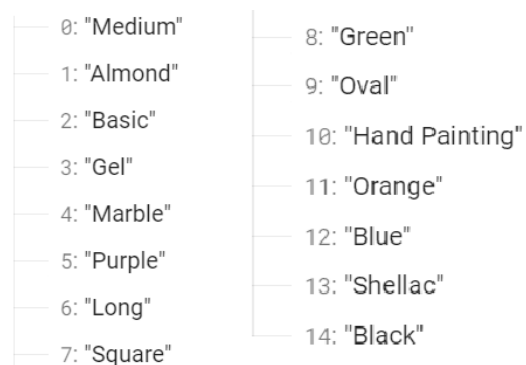 0: "Medium"
1: "Almond"
2: "Basic"
3: "Gel"
4: "Marble"
5: "Purple"
6: "Long"
7: "Square"
8: "Green"
9: "Oval"
10: "Hand Painting"
11: "Orange"
12: "Blue"
13: "Shellac"
14: "Black"